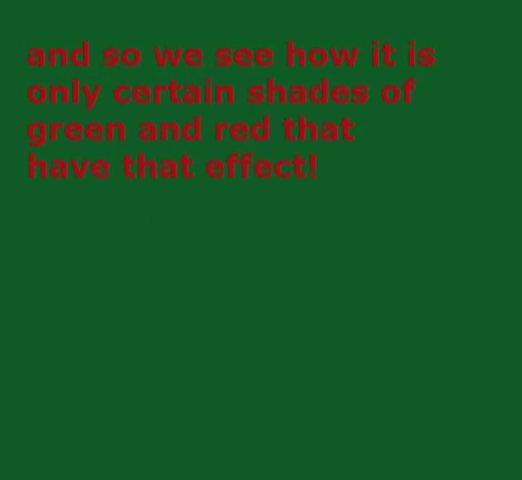 and so we see how it is
only certain shades of
green and red that
have that effect!